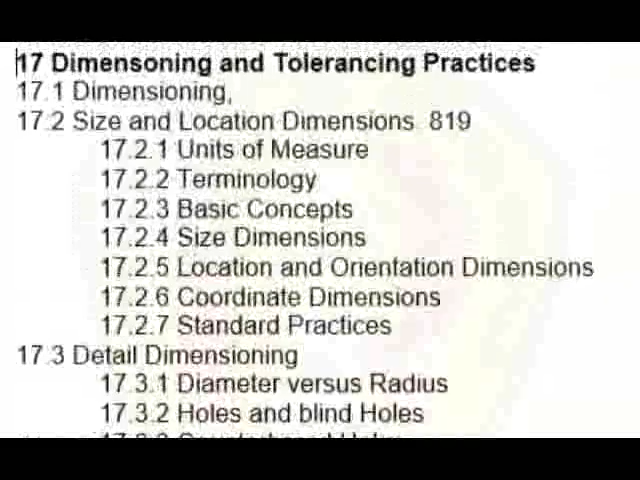 17 Dimensoning and Tolerancing Practices
17.1 Dimensioning,
17.2 Size and Location Dimensions 819
17.2.1 Units of Measure
17.2.2 Terminology
17.2.3 Basic Concepts
17.2.4 Size Dimensions
17.2.5 Location and Orientation Dimensions
17.2.6 Coordinate Dimensions
17.2.7 Standard Practices
17.3 Detail Dimensioning
17.3.1 Diameter versus Radius
17.3.2 Holes and blind Holes